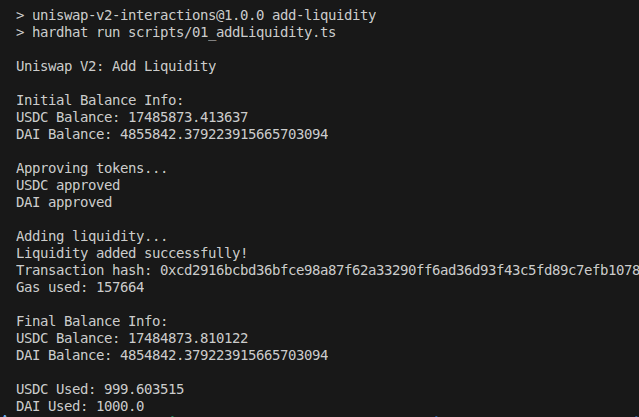 > uniswap-v2-interactions@1.0.0 add-liquidity
> hardhat run scripts/01_addLiquidity.ts
Uniswap V2: Add Liquidity
Initial Balance Info:
USDC Balance: 17485873.413637
DAI Balance: 4855842.379223915665703094
Approving tokens...
USDC approved
DAI approved
Adding liquidity...
Liquidity added successfully!
Transaction hash: 0xcd2916bcbd36bfce98a87f62a33290ff6ad36d93f43c5fd89c7efb1078
Gas used: 157664
Final Balance Info:
USDC Balance: 17484873.810122
DAI Balance: 4854842.379223915665703094
USDC Used: 999.603515
DAI Used: 1000.0